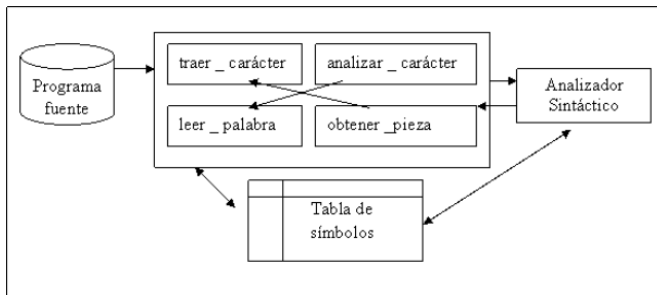 Programa
fuente
traer _ carácter
analizar _ carácter
leer _ palabra
obtener _pieza
Analizador
Sintáctico
Tabla de
símbolos